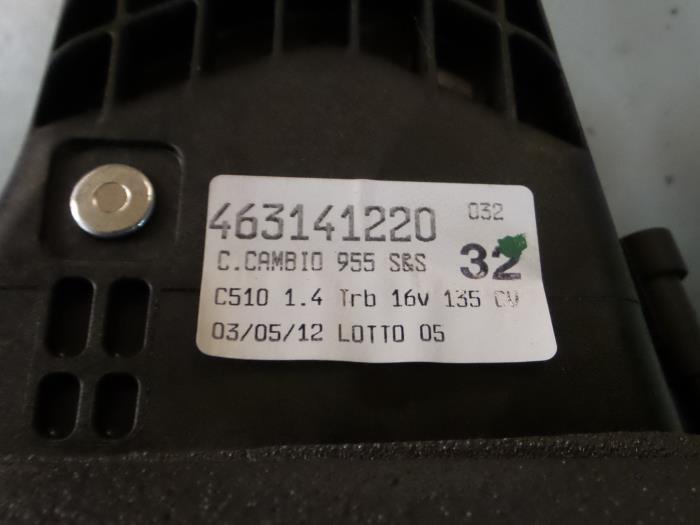 463141220 032
C.CAMBIO 955 S&S 32
C510 1.4 Trb 16v 135 CV
03/05/12 LOTTO 05